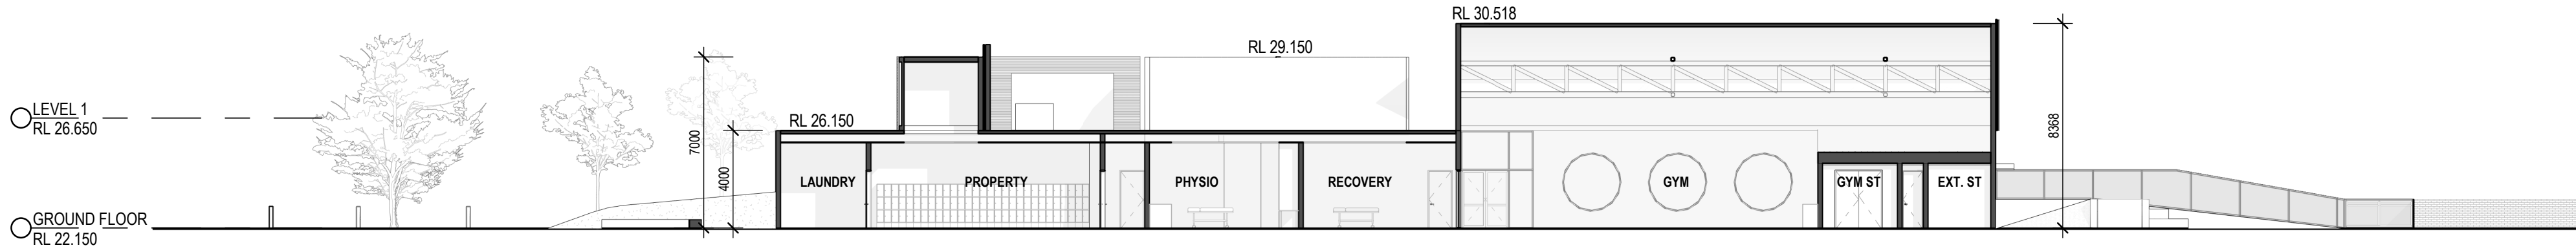 RL 30.518
RL 29.150
LEVEL 1
RL 26.650
RL 26.150
7000
4000
8368
LAUNDRY
PROPERTY
PHYSIO
RECOVERY
GYM
GYM ST
EXT. ST
GROUND FLOOR
RL 22.150